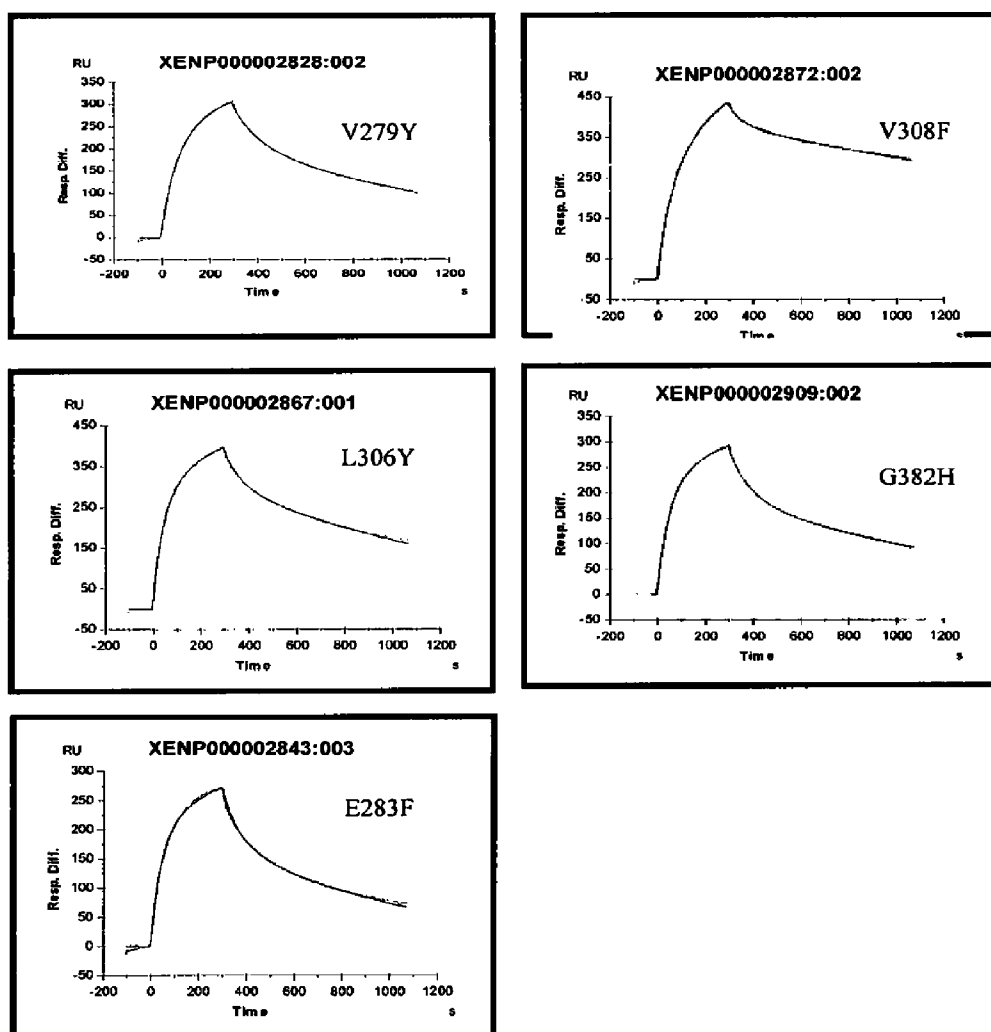 RU XENP000002828:002
350
300
250
200
150
100
50
0
-50
Resp. Diff.
V279Y
-200 0 200 400 600 800 1000 1200
Time s
RU XENP000002872:002
450
350
250
150
50
-50
Resp. Diff.
V308F
-200 0 200 400 600 800 1000 1200
Time
RU XENP000002867:001
450
350
250
150
50
-50
Resp. Diff.
L306Y
-200 0 200 400 600 800 1000 1200
Time s
RU XENP000002909:002
350
300
250
200
150
100
50
0
-50
Resp. Diff.
G382H
-200 0 200 400 600 800 1000 1200
Time s
RU XENP000002843:003
300
250
200
150
100
50
0
-50
Resp. Diff.
E283F
-200 0 200 400 600 800 1000 1200
Time s